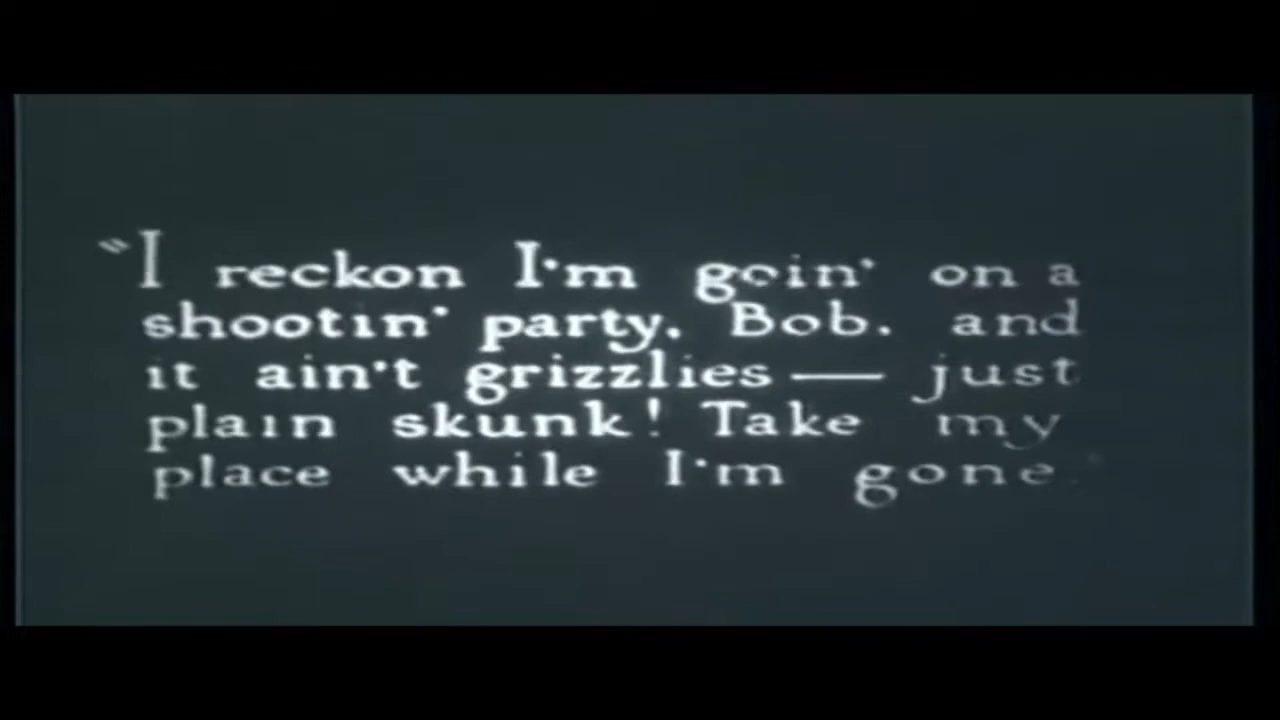 "I reckon I'm goin' on a
shootin' party, Bob, and
it ain't grizzlies — just
plain skunk! Take my
place while I'm gone."